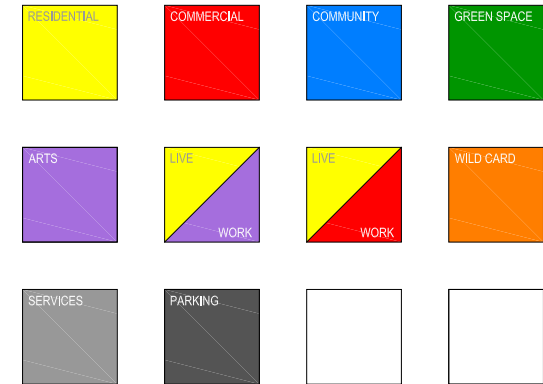 RESIDENTIAL
COMMERCIAL
COMMUNITY
GREEN SPACE
ARTS
LIVE
WORK
LIVE
WORK
WILD CARD
SERVICES
PARKING